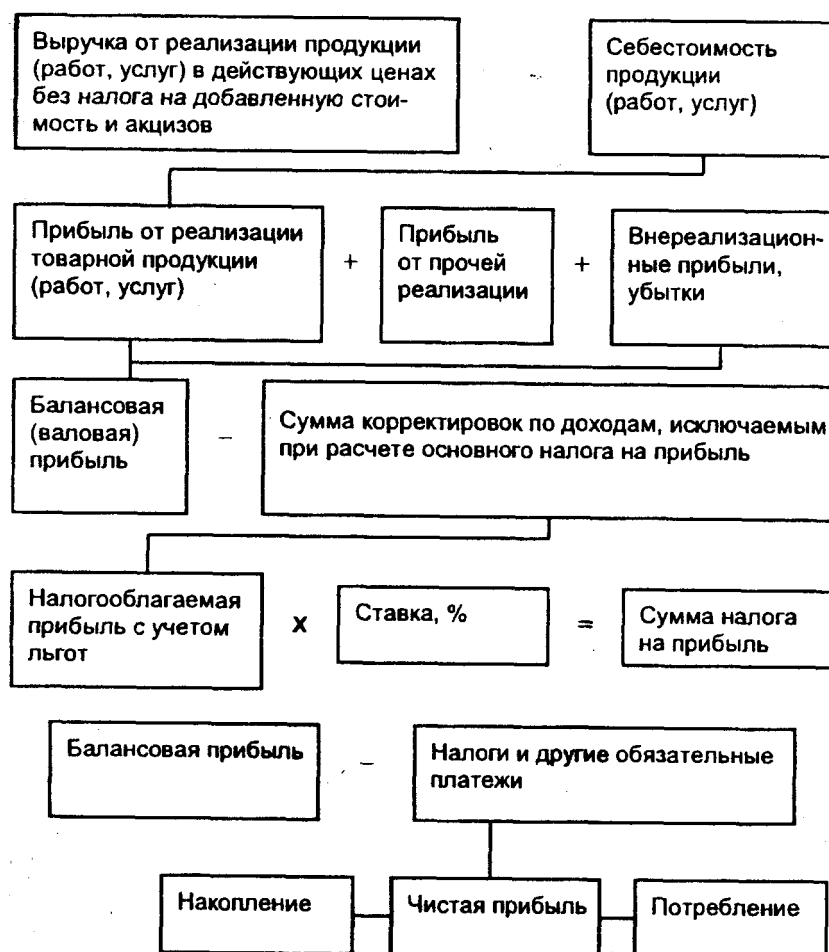 Выручка от реализации продукции
(работ, услуг) в действующих ценах
без налога на добавленную стои-
мость и акцизов
Себестоимость
продукции
(работ, услуг)
Прибыль от реализации
товарной продукции
(работ, услуг)
+
Прибыль
от прочей
реализации
+
Внереализацион-
ные прибыли,
убытки
Балансовая
(валовая)
прибыль
–
Сумма корректировок по доходам, исключаемым
при расчете основного налога на прибыль
Налогооблагаемая
прибыль с учетом
льгот
X
Ставка, %
=
Сумма налога
на прибыль
Балансовая прибыль
–
Налоги и другие обязательные
платежи
Накопление
Чистая прибыль
Потребление